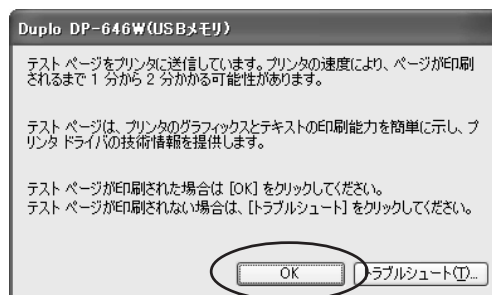 Duplo DP-646W(USBメモリ)
テスト ページをプリンタに送信しています。プリンタの速度により、ページが印刷
されるまで 1 分から 2 分かかる可能性があります。
テスト ページは、プリンタのグラフィックスとテキストの印刷能力を簡単に示し、プ
リンタ ドライバの技術情報を提供します。
テスト ページが印刷された場合は [OK] をクリックしてください。
テスト ページが印刷されない場合は、[トラブルシュート] をクリックしてください。
OK
トラブルシュート(T)...